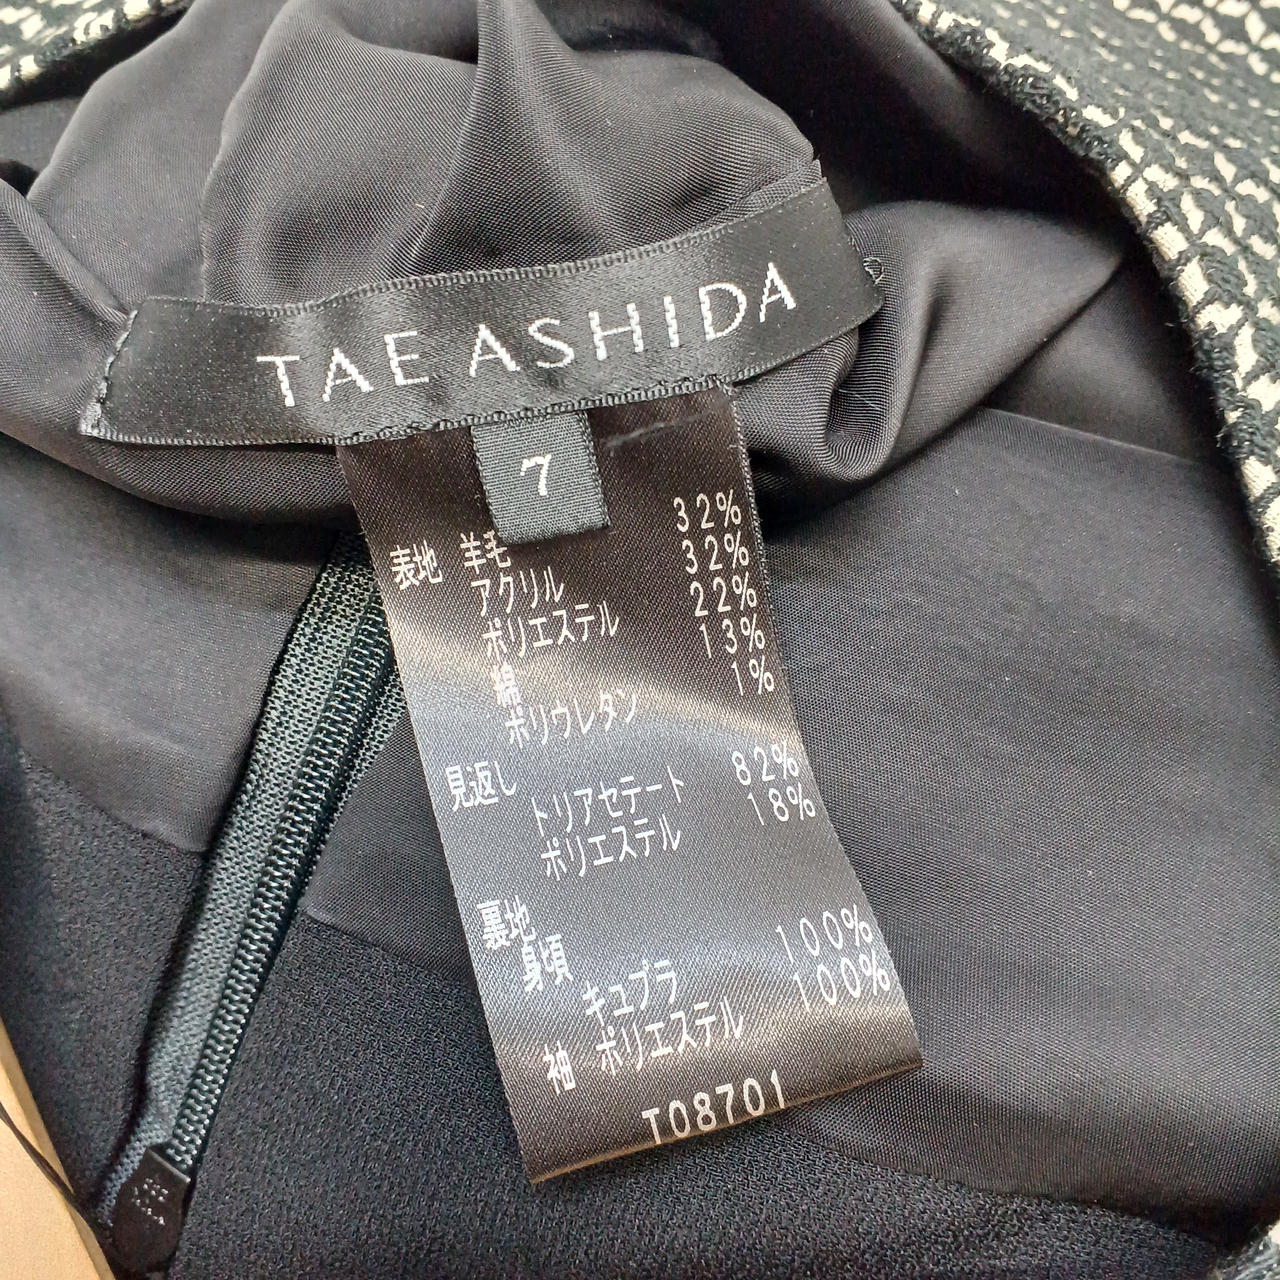 TAE ASHIDA
7
表地 羊毛 32%
アクリル 32%
ポリエステル 22%
綿 13%
ポリウレタン 1%
見返し
トリアセテート 82%
ポリエステル 18%
裏地
身頃
キュプラ 100%
袖 ポリエステル 100%
T08701